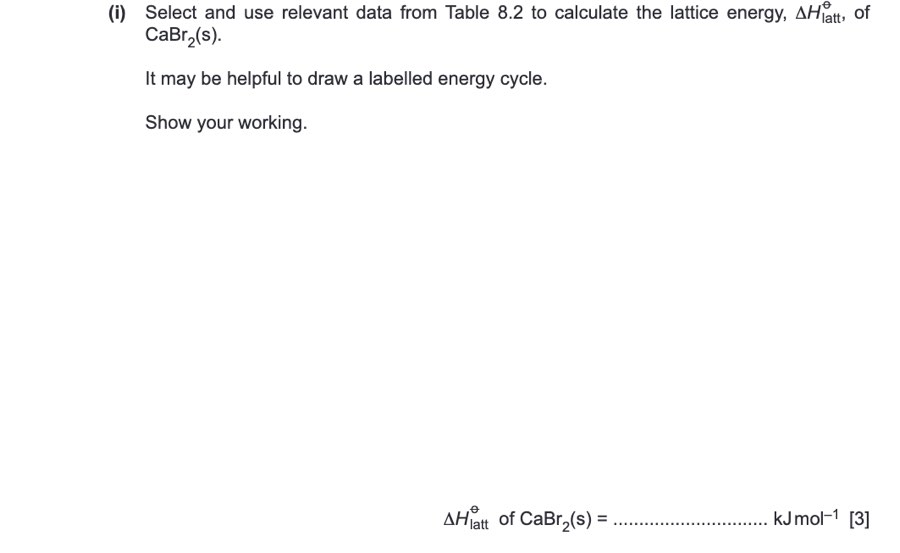 (i) Select and use relevant data from Table 8.2 to calculate the lattice energy, ΔH⦵latt, of
CaBr₂(s).
It may be helpful to draw a labelled energy cycle.
Show your working.
ΔH⦵latt of CaBr₂(s) = .............................. kJ mol⁻¹ [3]